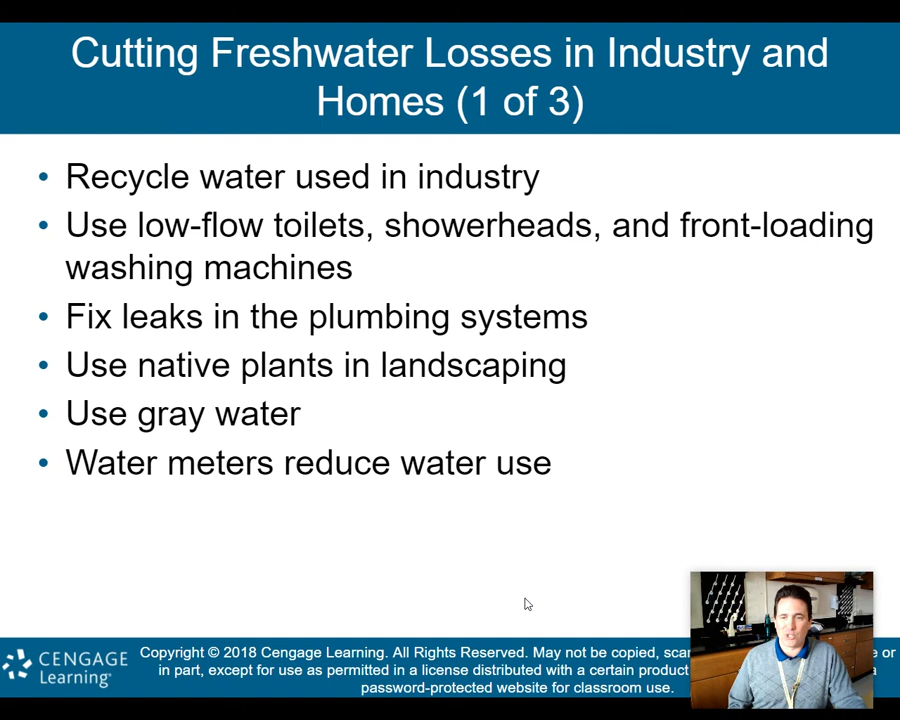 Cutting Freshwater Losses in Industry and
Homes (1 of 3)
• Recycle water used in industry
• Use low-flow toilets, showerheads, and front-loading
washing machines
• Fix leaks in the plumbing systems
• Use native plants in landscaping
• Use gray water
• Water meters reduce water use
CENGAGE
Learning™
Copyright © 2018 Cengage Learning. All Rights Reserved. May not be copied, e or
in part, except for use as permitted in a license distributed with a certain product a
password-protected website for classroom use.